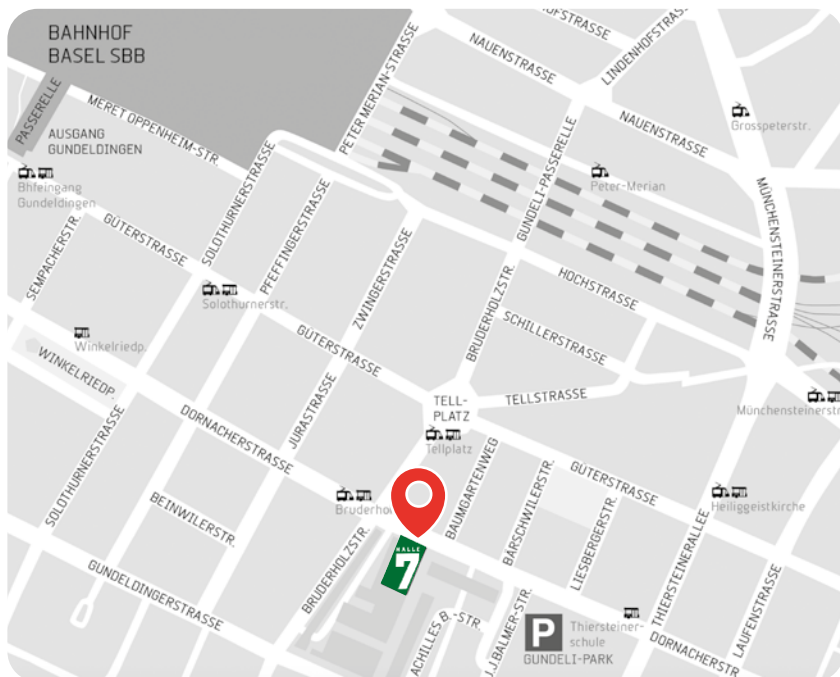 BAHNHOF
BASEL SBB
PASSERELLE
AUSGANG
GUNDELDINGEN
MERET OPPENHEIM-STR.
PETER MERIAN-STRASSE
NAUENSTRASSE
LINDENHOFSTRASSE
NAUENSTRASSE
Grosspeterstr.
Bhfeingang
Gundeldingen
SEMPACHERSTR.
GÜTERSTRASSE
SOLOTHURNERSTRASSE
PFEFFINGERSTRASSE
Solothurnerstr.
ZWINGERSTRASSE
GUNDELI-PASSERELLE
Peter-Merian
MÜNCHENSTEINERSTRASSE
HOCHSTRASSE
BRUDERHOLZSTR.
SCHILLERSTRASSE
Winkelriedp.
WINKELRIEDP.
GÜTERSTRASSE
TELL-
PLATZ
TELLSTRASSE
Münchensteinerstr
Tellplatz
DORNACHERSTRASSE
JURASTRASSE
SOLOTHURNERSTRASSE
BEINWILERSTR.
BAUMGARTENWEG
BÄRSCHWILERSTR.
GÜTERSTRASSE
Heiliggeistkirche
LIESBERGERSTR.
THIERSTEINERALLEE
HALLE
7
GUNDELDINGERSTRASSE
BRUDERHOLZSTR.
ACHILLES B.-STR.
J.J.BALMER-STR.
P
Thiersteiner-
schule
GUNDELI-PARK
DORNACHERSTR
LAUFENSTRASSE